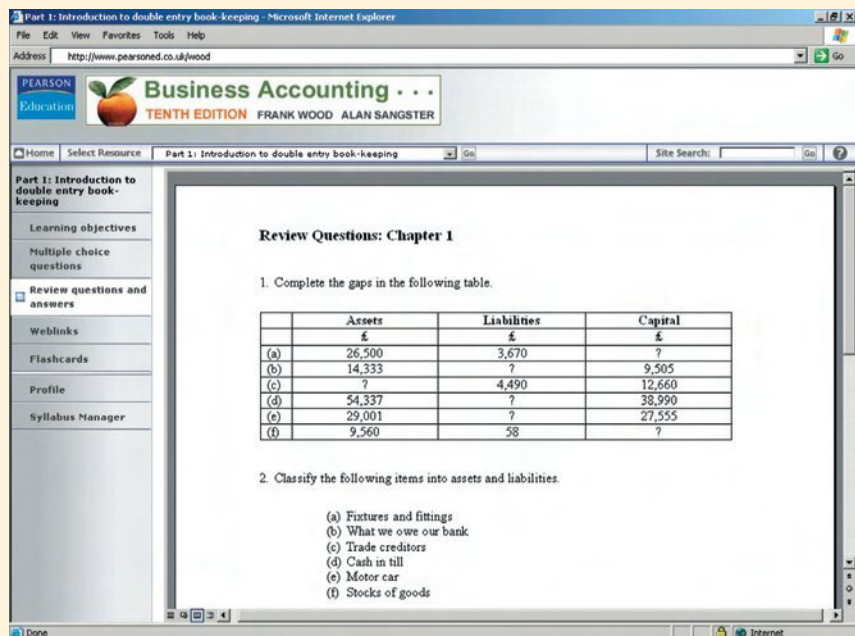 Part 1: Introduction to double entry book-keeping - Microsoft Internet Explorer
File Edit View Favorites Tools Help
Address http://www.pearsoned.co.uk/wood Go
PEARSON
Education
Business Accounting . . .
TENTH EDITION FRANK WOOD ALAN SANGSTER
Home Select Resource Part 1: Introduction to double entry book-keeping Go Site Search: Go ?
Part 1: Introduction to
double entry book-
keeping
Learning objectives
Multiple choice
questions
Review questions and
answers
Weblinks
Flashcards
Profile
Syllabus Manager
Review Questions: Chapter 1
1. Complete the gaps in the following table.
Assets Liabilities Capital
£ £ £
(a) 26,500 3,670 ?
(b) 14,333 ? 9,505
(c) ? 4,490 12,660
(d) 54,337 ? 38,990
(e) 29,001 ? 27,555
(f) 9,560 58 ?
2. Classify the following items into assets and liabilities.
(a) Fixtures and fittings
(b) What we owe our bank
(c) Trade creditors
(d) Cash in till
(e) Motor car
(f) Stocks of goods
Done Internet